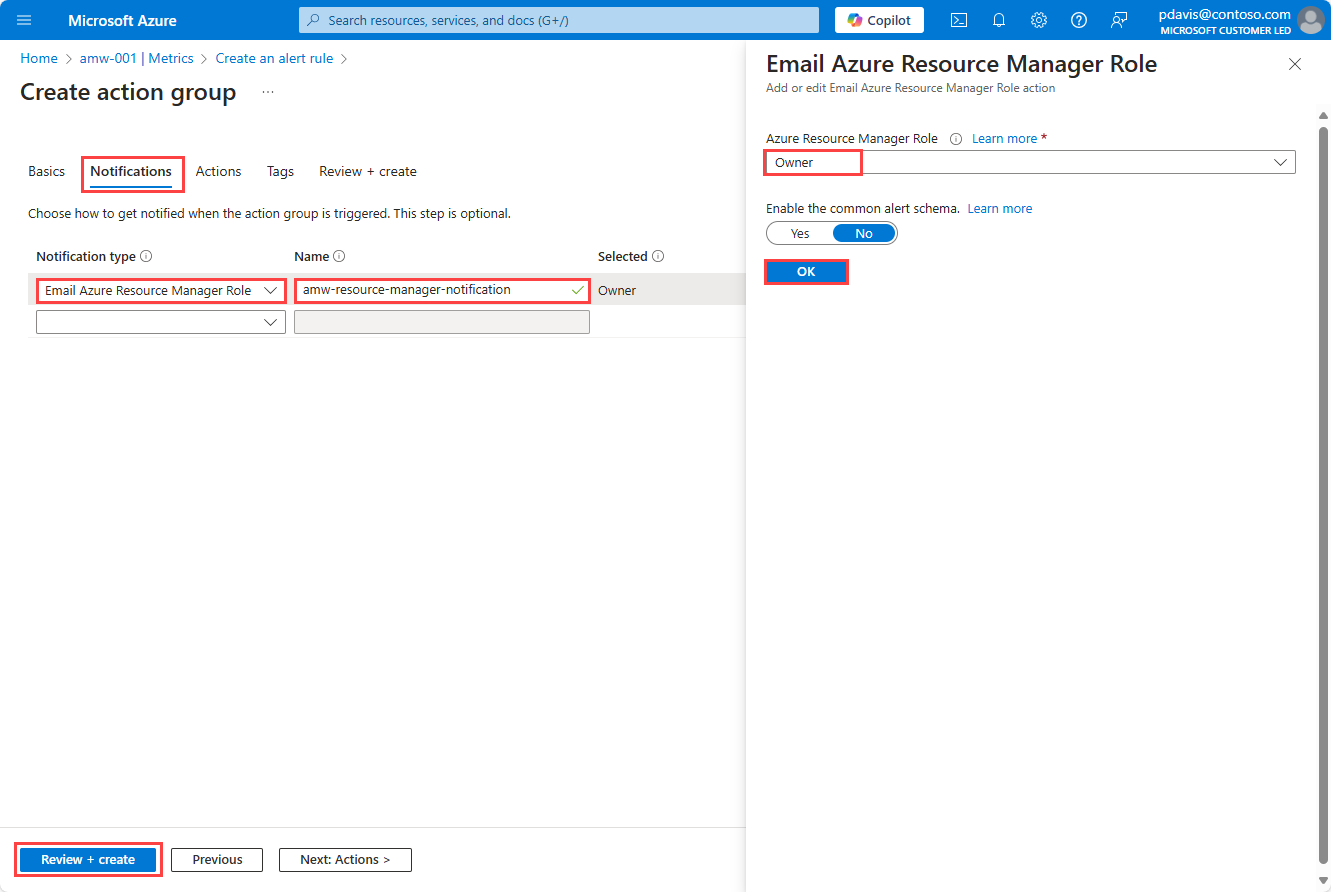 Microsoft Azure
Search resources, services, and docs (G+/)
Copilot
pdavis@contoso.com
MICROSOFT CUSTOMER LED
Home > amw-001 | Metrics > Create an alert rule >
Create action group ...
Basics Notifications Actions Tags Review + create
Choose how to get notified when the action group is triggered. This step is optional.
Notification type Name Selected
Email Azure Resource Manager Role amw-resource-manager-notification Owner
Review + create Previous Next: Actions >
Email Azure Resource Manager Role
Add or edit Email Azure Resource Manager Role action
Azure Resource Manager Role Learn more *
Owner
Enable the common alert schema. Learn more
Yes No
OK